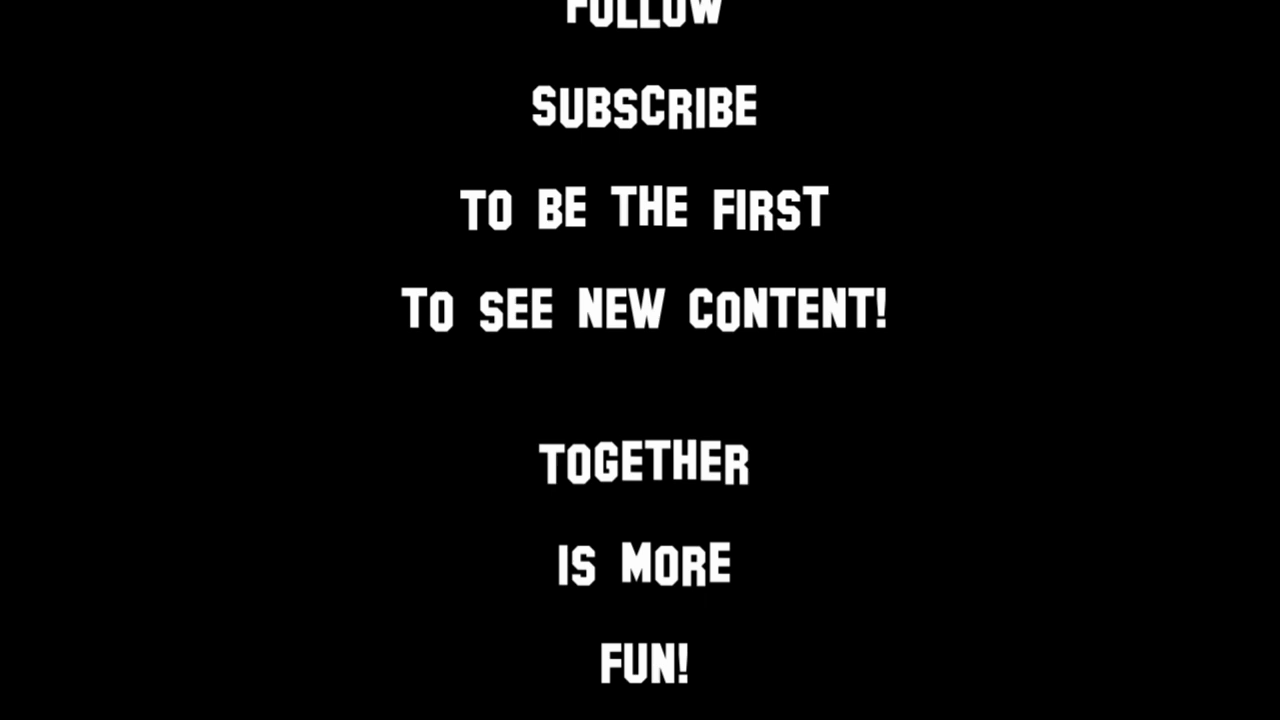 FOLLOW
SUBSCRIBE
TO BE THE FIRST
TO SEE NEW CONTENT!
TOGETHER
IS MORE
FUN!